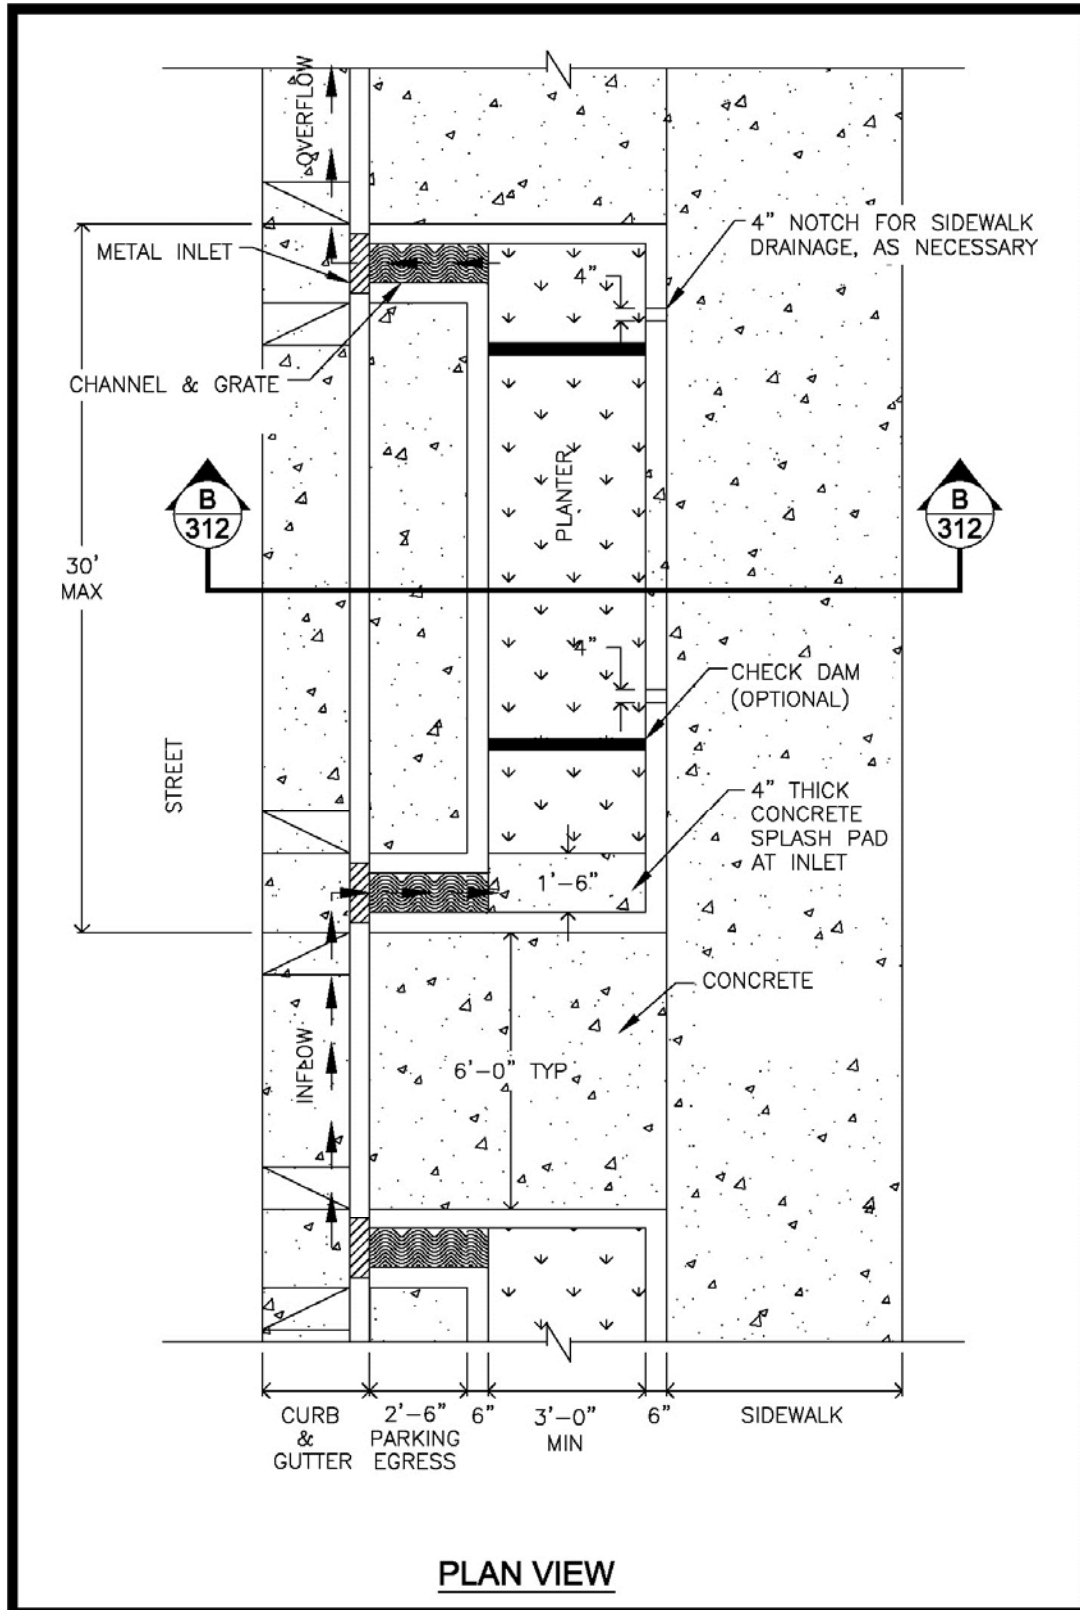 OVERFLOW
METAL INLET
4" NOTCH FOR SIDEWALK
DRAINAGE, AS NECESSARY
4"
CHANNEL & GRATE
PLANTER
B
312
B
312
30'
MAX
4"
CHECK DAM
(OPTIONAL)
STREET
4" THICK
CONCRETE
SPLASH PAD
AT INLET
1'-6"
CONCRETE
INFLOW
6'-0" TYP
CURB
&
GUTTER
2'-6"
PARKING
EGRESS
6"
3'-0"
MIN
6"
SIDEWALK
PLAN VIEW